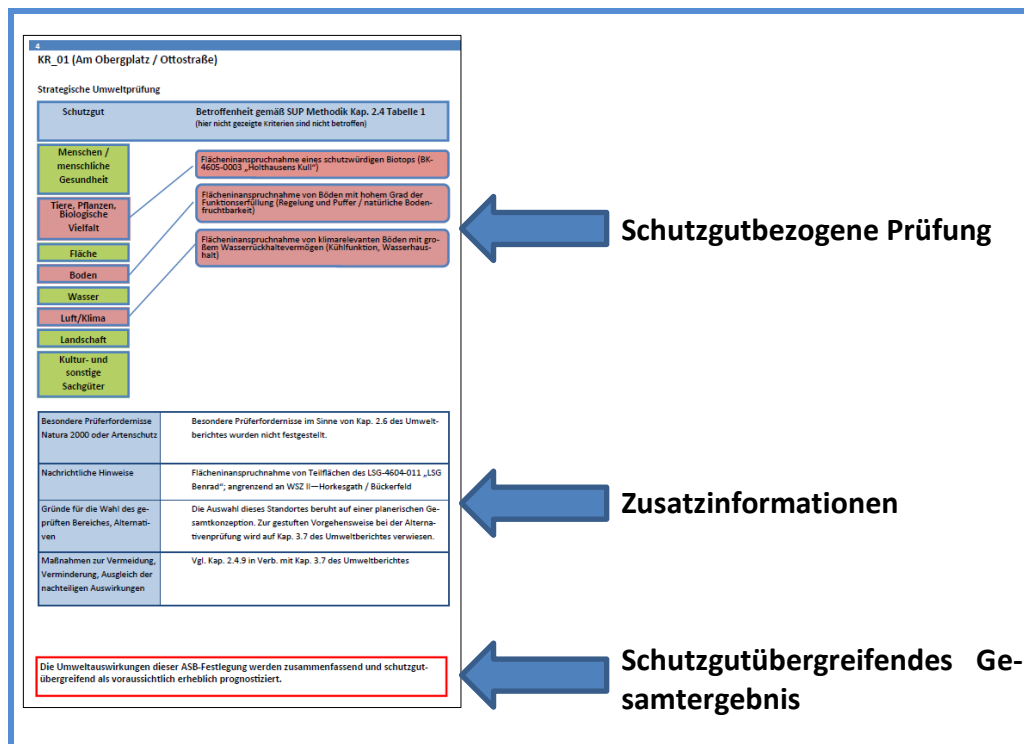 4
KR_01 (Am Obergplatz / Ottostraße)
Strategische Umweltprüfung
Schutzgut
Betroffenheit gemäß SUP Methodik Kap. 2.4 Tabelle 1
(hier nicht gezeigte Kriterien sind nicht betroffen)
Menschen /
menschliche
Gesundheit
Tiere, Pflanzen,
Biologische
Vielfalt
Fläche
Boden
Wasser
Luft/Klima
Landschaft
Kultur- und
sonstige
Sachgüter
Flächeninanspruchnahme eines schutzwürdigen Biotops (BK-
4605-0003 „Holthausens Kull“)
Flächeninanspruchnahme von Böden mit hohem Grad der
Funktionserfüllung (Regelung und Puffer / natürliche Boden-
fruchtbarkeit)
Flächeninanspruchnahme von klimarelevanten Böden mit gro-
ßem Wasserrückhaltevermögen (Kühlfunktion, Wasserhaus-
halt)
Schutzgutbezogene Prüfung
Besondere Prüferfordernisse
Natura 2000 oder Artenschutz
Besondere Prüferfordernisse im Sinne von Kap. 2.6 des Umwelt-
berichtes wurden nicht festgestellt.
Nachrichtliche Hinweise
Flächeninanspruchnahme von Teilflächen des LSG-4604-011 „LSG
Benrad“; angrenzend an WSZ II—Horkesgath / Bückerfeld
Gründe für die Wahl des ge-
prüften Bereiches, Alternati-
ven
Die Auswahl dieses Standortes beruht auf einer planerischen Ge-
samtkonzeption. Zur gestuften Vorgehensweise bei der Alterna-
tivenprüfung wird auf Kap. 3.7 des Umweltberichtes verwiesen.
Maßnahmen zur Vermeidung,
Verminderung, Ausgleich der
nachteiligen Auswirkungen
Vgl. Kap. 2.4.9 in Verb. mit Kap. 3.7 des Umweltberichtes
Zusatzinformationen
Die Umweltauswirkungen dieser ASB-Festlegung werden zusammenfassend und schutzgut-
übergreifend als voraussichtlich erheblich prognostiziert.
Schutzgutübergreifendes Ge-
samtergebnis